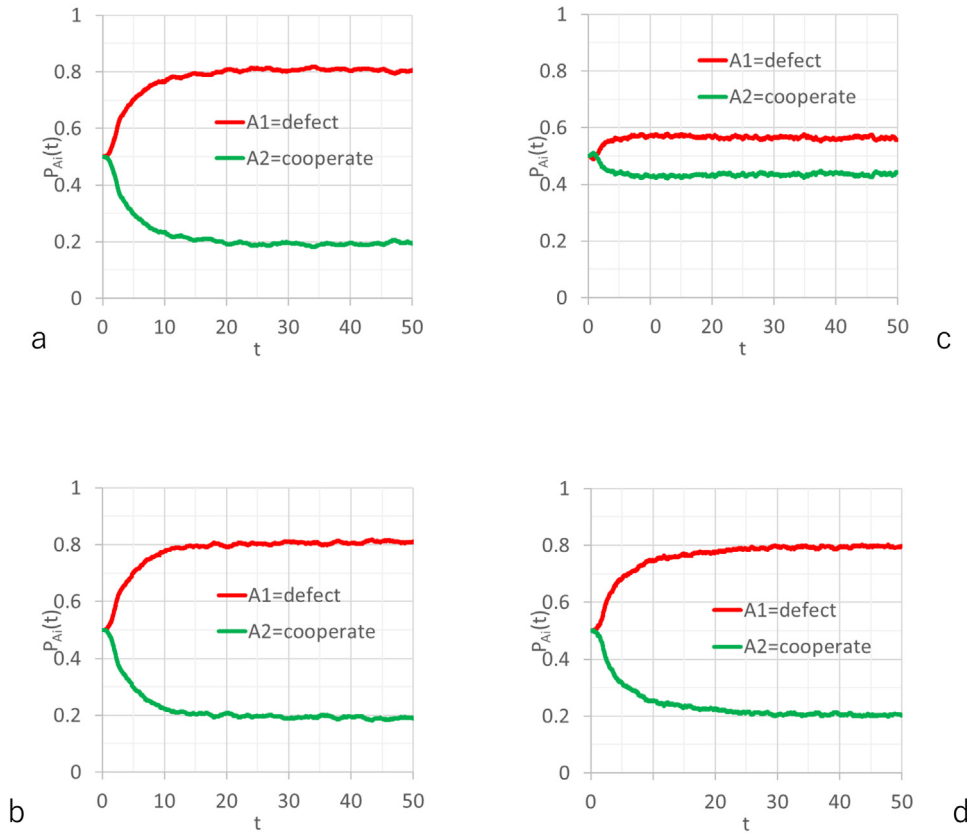 1
0.8
0.6
0.4
0.2
0
P_Ai(t)
A1=defect
A2=cooperate
0 10 20 30 40 50
t
a
1
0.8
0.6
0.4
0.2
0
P_Ai(t)
A1=defect
A2=cooperate
0 0 20 30 40 50
t
c
1
0.8
0.6
0.4
0.2
0
P_Ai(t)
A1=defect
A2=cooperate
0 10 20 30 40 50
t
b
1
0.8
0.6
0.4
0.2
0
P_Ai(t)
A1=defect
A2=cooperate
0 10 20 30 40 50
t
d